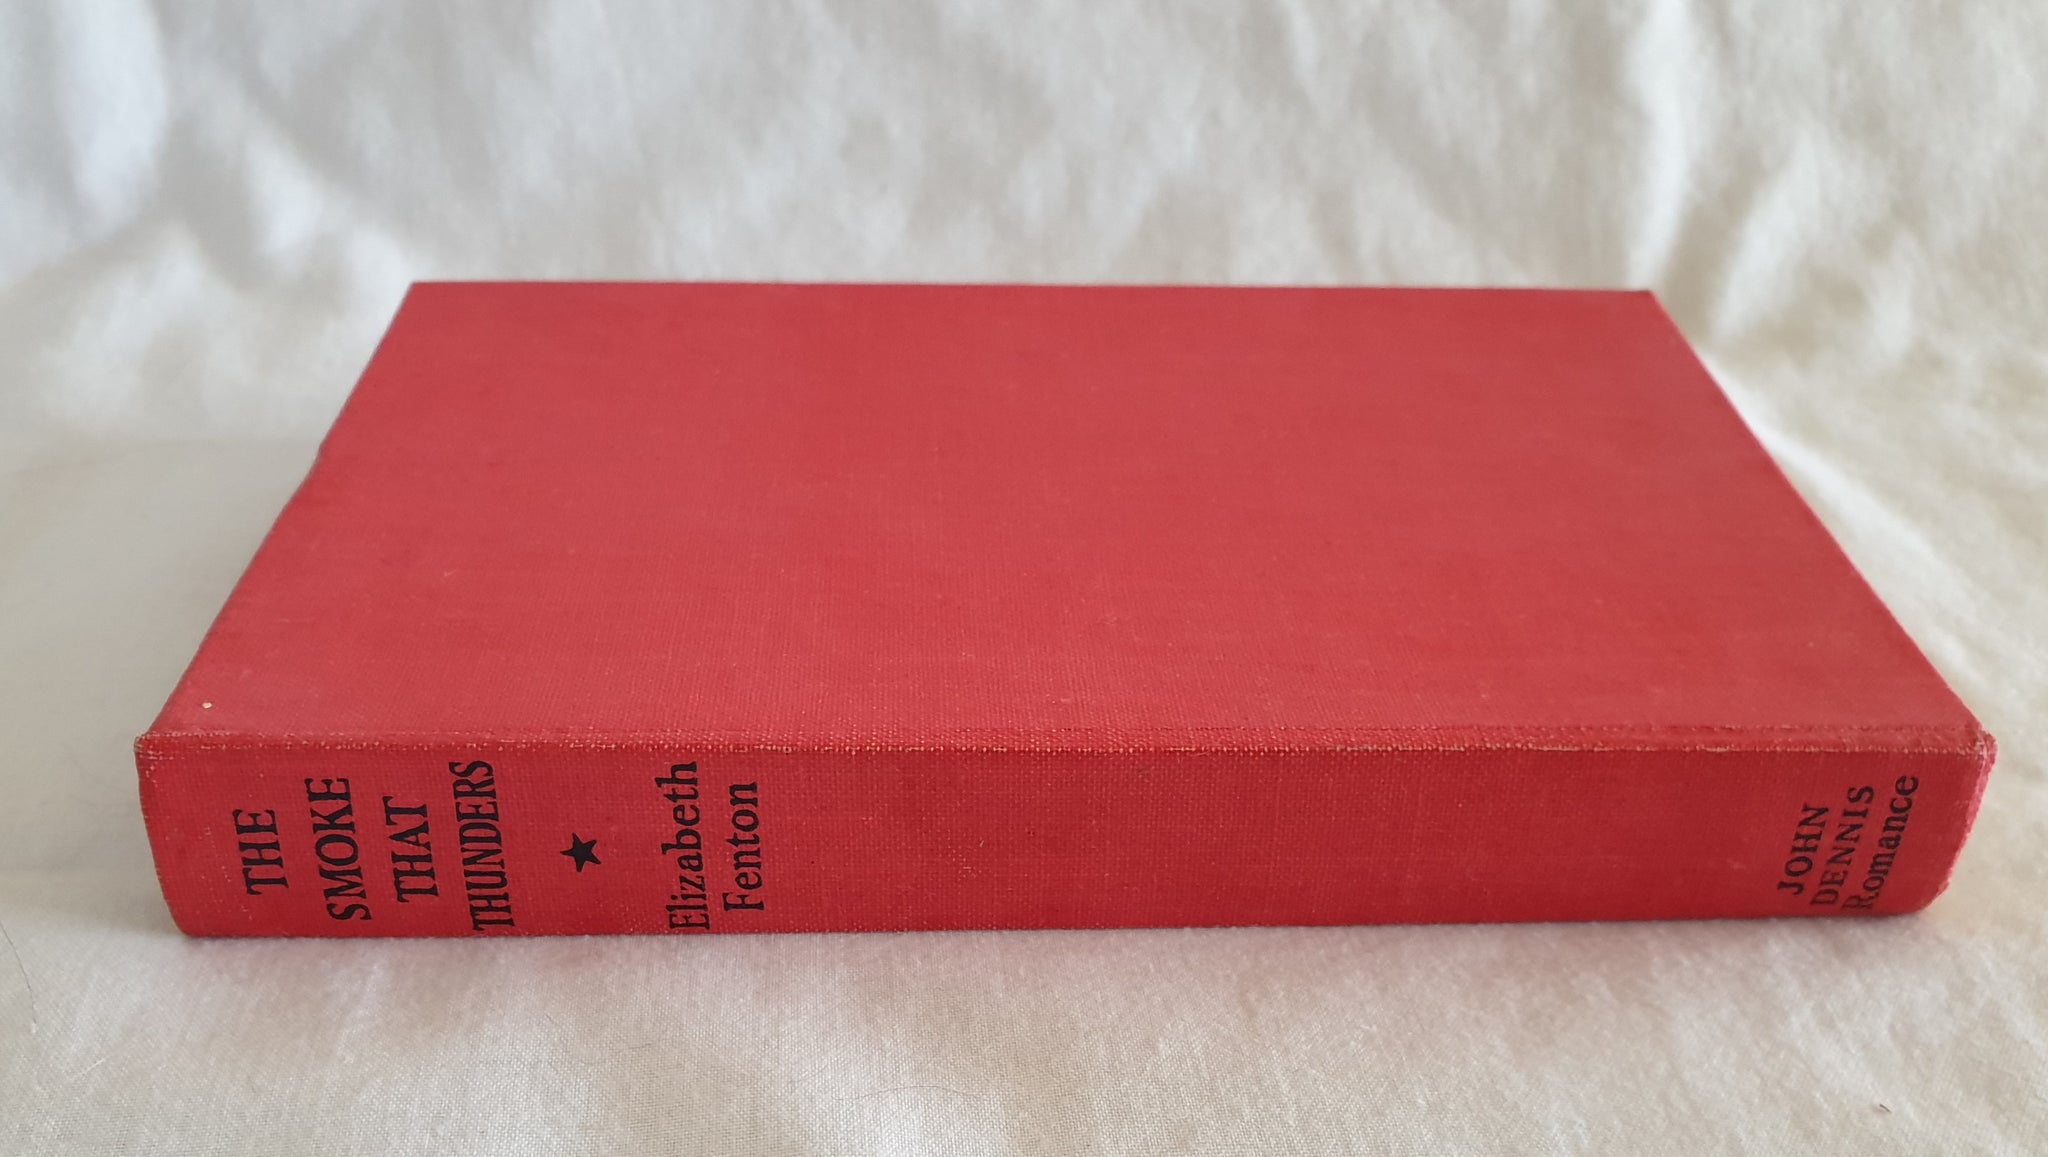 THE
SMOKE
THAT
THUNDERS
★
Elizabeth
Fenton
JOHN
DENNIS
Romance